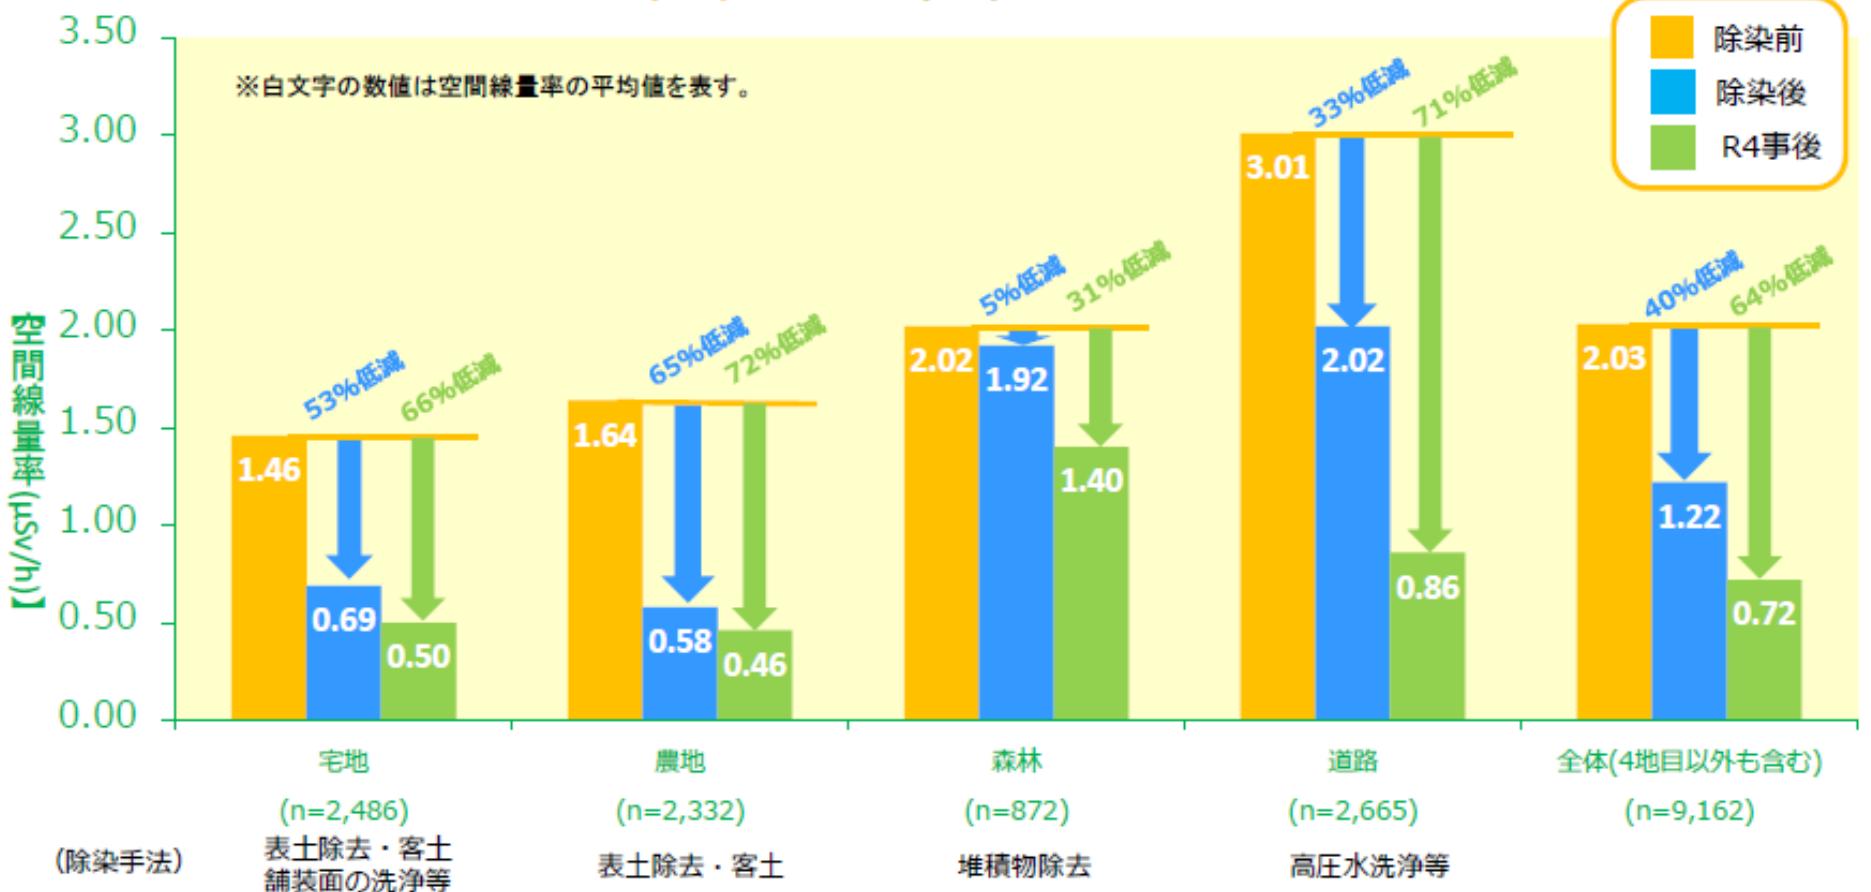 3.50
3.00
2.50
2.00
1.50
1.00
0.50
0.00
【空間線量率(μSv/h)】
※白文字の数値は空間線量率の平均値を表す。
除染前
除染後
R4事後
53%低減
66%低減
1.46
0.69
0.50
65%低減
72%低減
1.64
0.58
0.46
5%低減
31%低減
2.02
1.92
1.40
33%低減
71%低減
3.01
2.02
0.86
40%低減
64%低減
2.03
1.22
0.72
宅地
農地
森林
道路
全体(4地目以外も含む)
(n=2,486)
(n=2,332)
(n=872)
(n=2,665)
(n=9,162)
(除染手法)
表土除去・客土
舗装面の洗浄等
表土除去・客土
堆積物除去
高圧水洗浄等